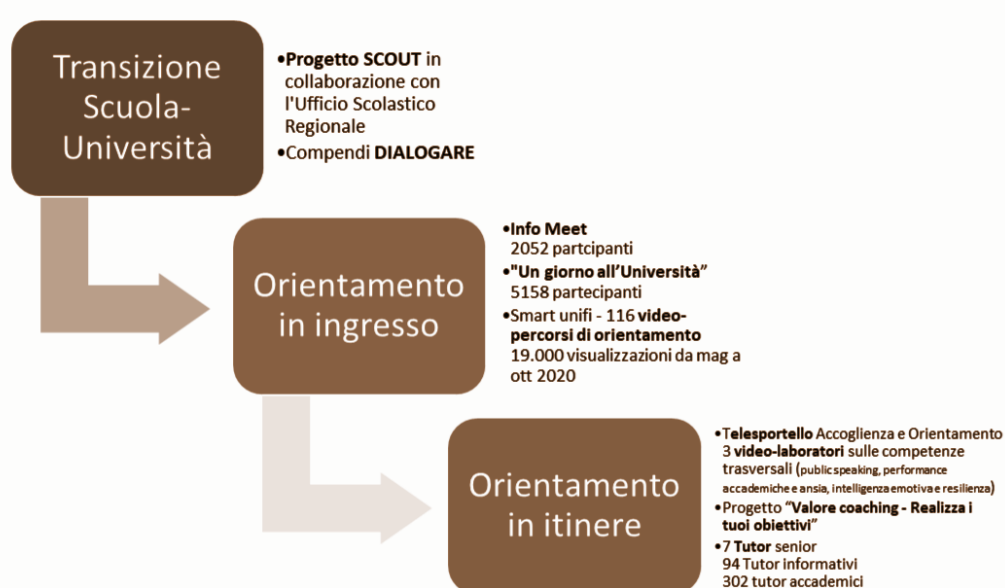 Transizione
Scuola-
Università
•Progetto SCOUT in
collaborazione con
l'Ufficio Scolastico
Regionale
•Compendi DIALOGARE
Orientamento
in ingresso
•Info Meet
2052 partcipanti
•"Un giorno all’Università”
5158 partecipanti
•Smart unifi - 116 video-
percorsi di orientamento
19.000 visualizzazioni da mag a
ott 2020
Orientamento
in itinere
•Telesportello Accoglienza e Orientamento
3 video-laboratori sulle competenze
trasversali (public speaking, performance
accademiche e ansia, intelligenza emotiva e resilienza)
•Progetto “Valore coaching - Realizza i
tuoi obiettivi”
•7 Tutor senior
94 Tutor informativi
302 tutor accademici